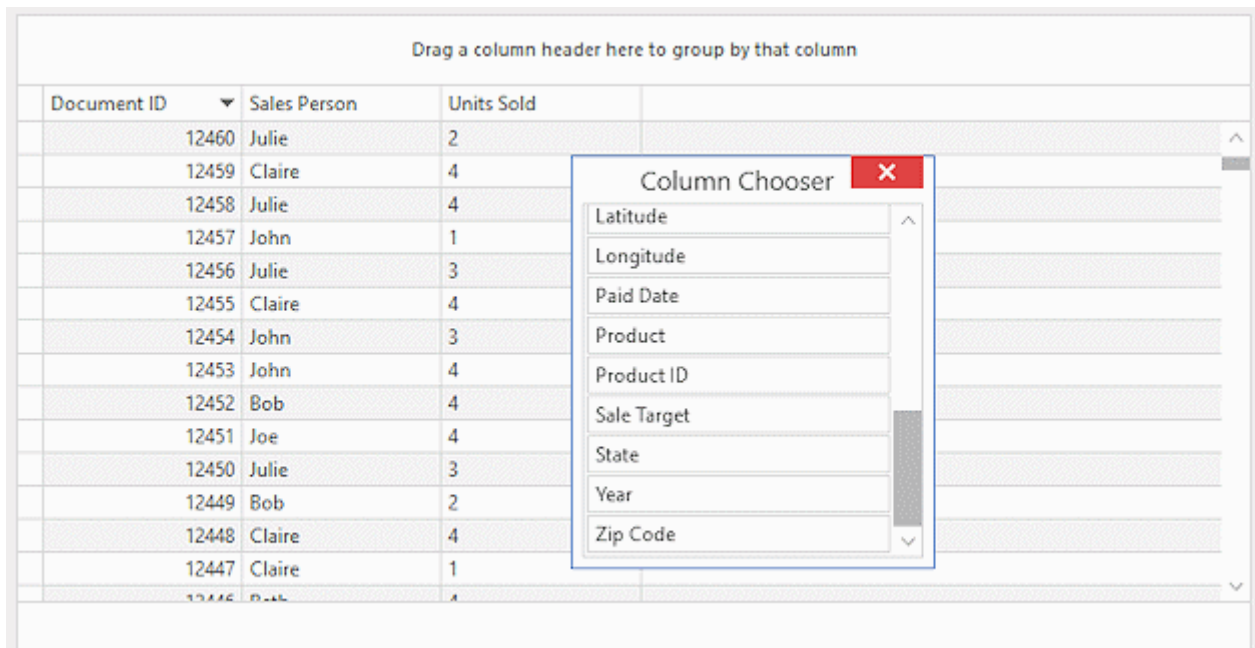 Drag a column header here to group by that column
Document ID Sales Person Units Sold
12460 Julie 2
12459 Claire 4
12458 Julie 4
12457 John 1
12456 Julie 3
12455 Claire 4
12454 John 3
12453 John 4
12452 Bob 4
12451 Joe 4
12450 Julie 3
12449 Bob 2
12448 Claire 4
12447 Claire 1
12446 Beth 4
Column Chooser
Latitude
Longitude
Paid Date
Product
Product ID
Sale Target
State
Year
Zip Code